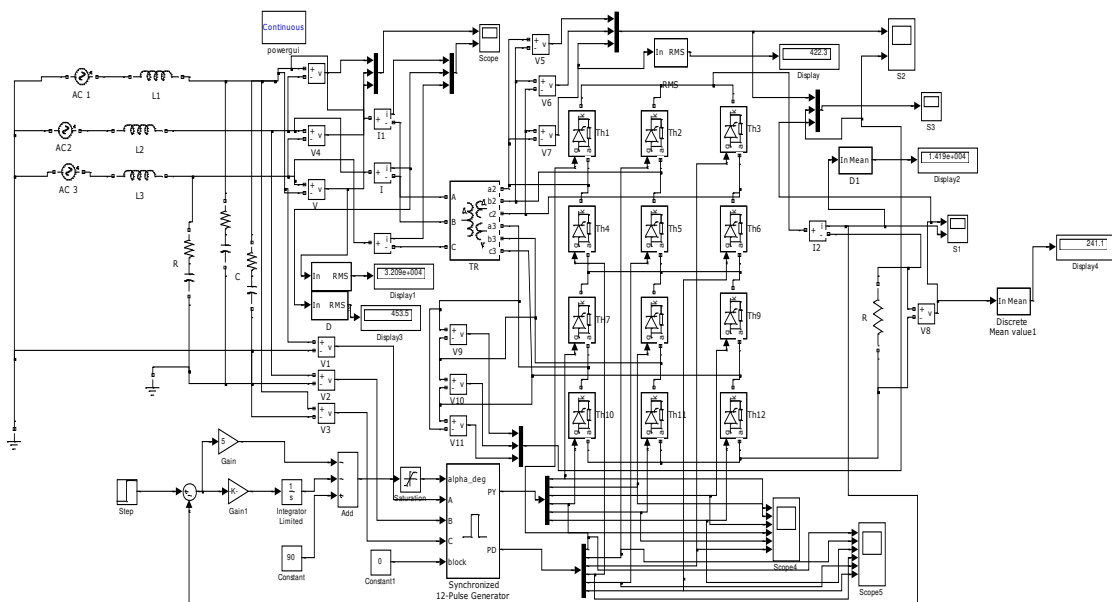 Continuous
powergui
Scope
AC 1
L1
AC2
L2
AC 3
L3
R
C
+
-
v
V4
V
I1
I
i
A
B
C
a2
b2
c2
a3
b3
c3
TR
In RMS
D
3.209e+004
Display1
453.5
Display3
V1
V2
V3
V5
V6
V7
In RMS
RMS
422.3
Display
S2
S3
In Mean
D1
1.419e+004
Display2
S1
I2
241.1
Display4
R
V8
In Mean
Discrete
Mean value1
Th1
Th2
Th3
Th4
Th5
Th6
Th7
Th9
Th10
Th11
Th12
g
a
k
V9
V10
V11
Step
5
Gain
K-
Gain1
1
s
Integrator
Limited
Add
90
Constant
Saturation
0
Constant1
alpha_deg
A
B
C
block
PY
PD
Synchronized
12-Pulse Generator
Scope4
Scope5